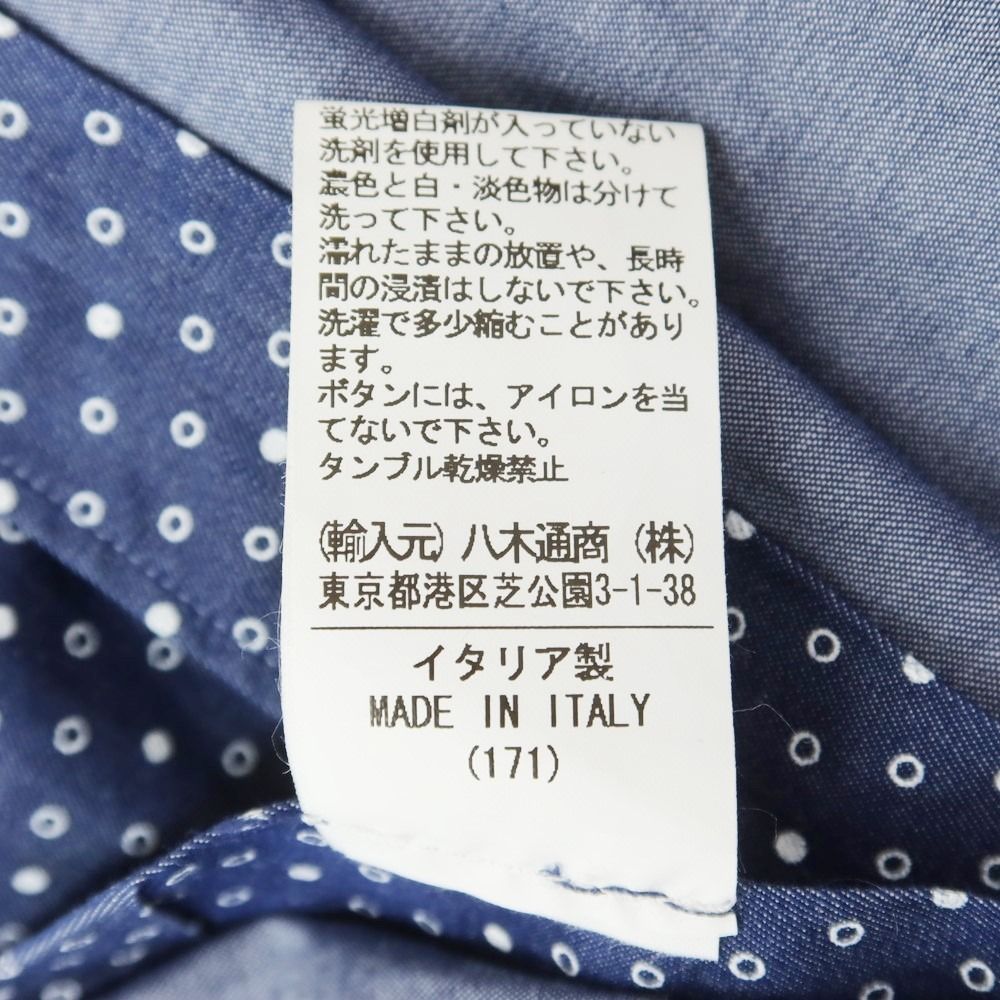 蛍光増白剤が入っていない
洗剤を使用して下さい。
濃色と白・淡色物は分けて
洗って下さい。
濡れたままの放置や、長時
間の浸漬はしないで下さい。
洗濯で多少縮むことがあり
ます。
ボタンには、アイロンを当
てないで下さい。
タンブル乾燥禁止
(輸入元) 八木通商 (株)
東京都港区芝公園3-1-38
イタリア製
MADE IN ITALY
(171)